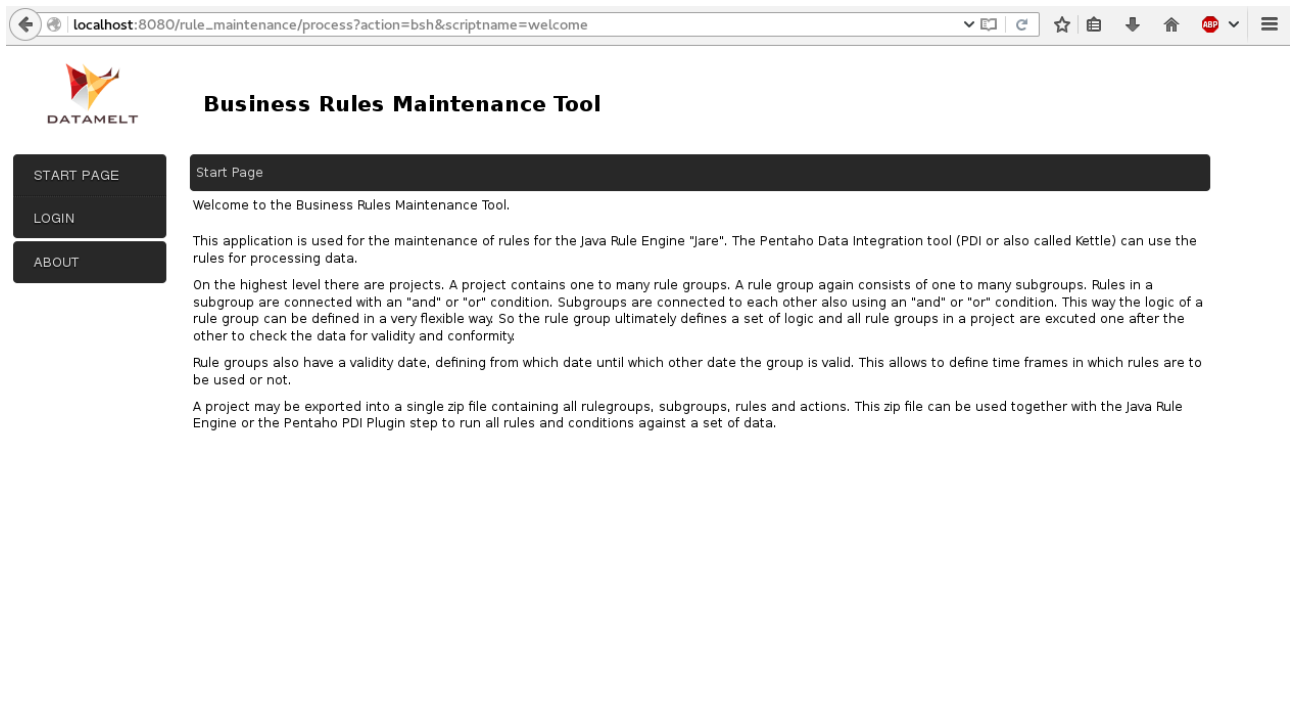 localhost:8080/rule_maintenance/process?action=bsh&scriptname=welcome
ABP
DATAMELT
Business Rules Maintenance Tool
START PAGE
LOGIN
ABOUT
Start Page
Welcome to the Business Rules Maintenance Tool.
This application is used for the maintenance of rules for the Java Rule Engine "Jare". The Pentaho Data Integration tool (PDI or also called Kettle) can use the
rules for processing data.
On the highest level there are projects. A project contains one to many rule groups. A rule group again consists of one to many subgroups. Rules in a
subgroup are connected with an "and" or "or" condition. Subgroups are connected to each other also using an "and" or "or" condition. This way the logic of a
rule group can be defined in a very flexible way. So the rule group ultimately defines a set of logic and all rule groups in a project are excuted one after the
other to check the data for validity and conformity.
Rule groups also have a validity date, defining from which date until which other date the group is valid. This allows to define time frames in which rules are to
be used or not.
A project may be exported into a single zip file containing all rulegroups, subgroups, rules and actions. This zip file can be used together with the Java Rule
Engine or the Pentaho PDI Plugin step to run all rules and conditions against a set of data.